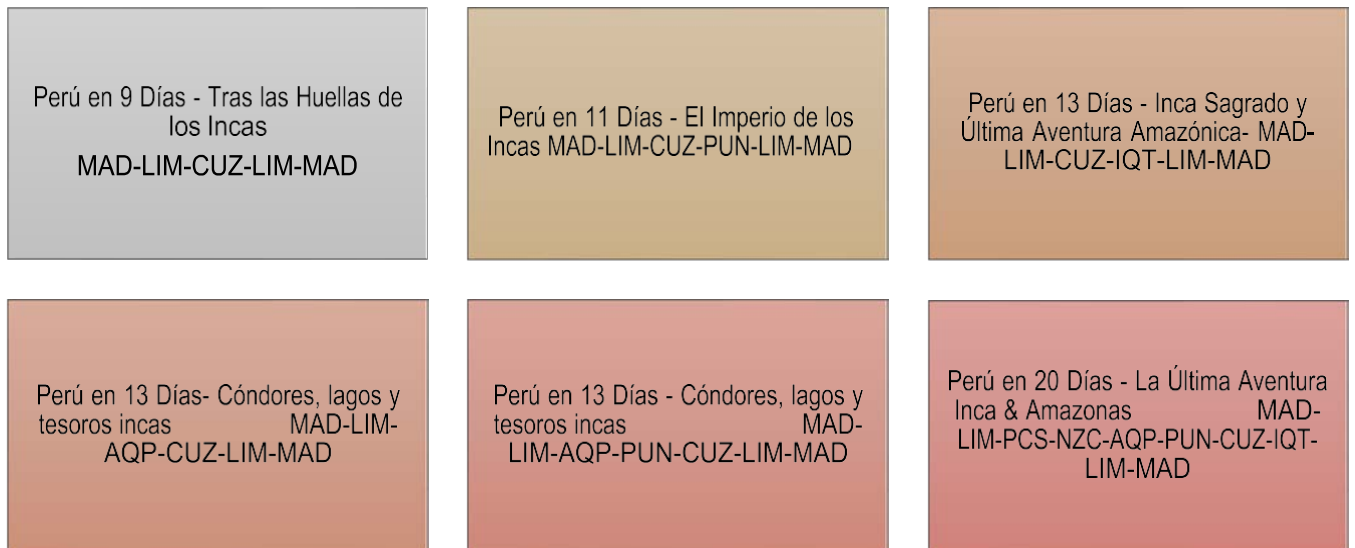 Perú en 9 Días - Tras las Huellas de
los Incas
MAD-LIM-CUZ-LIM-MAD
Perú en 11 Días - El Imperio de los
Incas MAD-LIM-CUZ-PUN-LIM-MAD
Perú en 13 Días - Inca Sagrado y
Última Aventura Amazónica- MAD-
LIM-CUZ-IQT-LIM-MAD
Perú en 13 Días- Cóndores, lagos y
tesoros incas MAD-LIM-
AQP-CUZ-LIM-MAD
Perú en 13 Días - Cóndores, lagos y
tesoros incas MAD-
LIM-AQP-PUN-CUZ-LIM-MAD
Perú en 20 Días - La Última Aventura
Inca & Amazonas MAD-
LIM-PCS-NZC-AQP-PUN-CUZ-IQT-
LIM-MAD